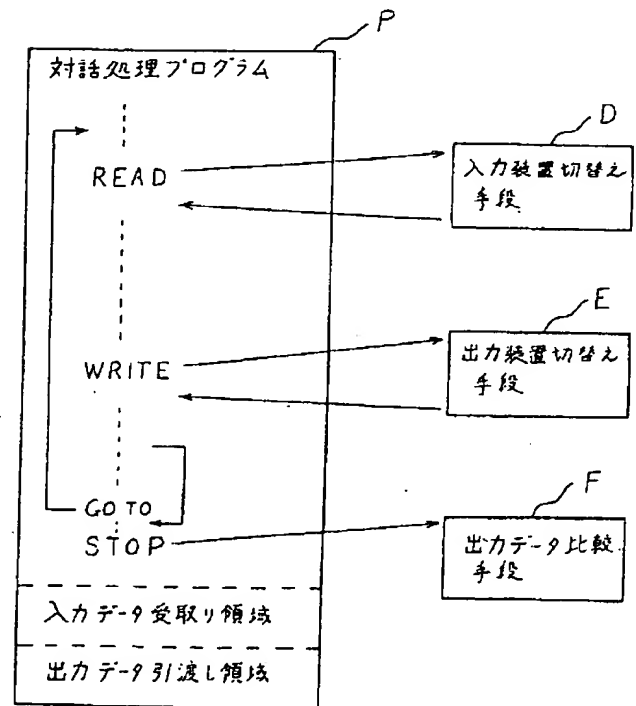 P
対話処理プログラム
READ
WRITE
GO TO
STOP
入力データ受取り領域
出力データ引渡し領域
D
入力装置切替え
手段
E
出力装置切替え
手段
F
出力データ比較
手段